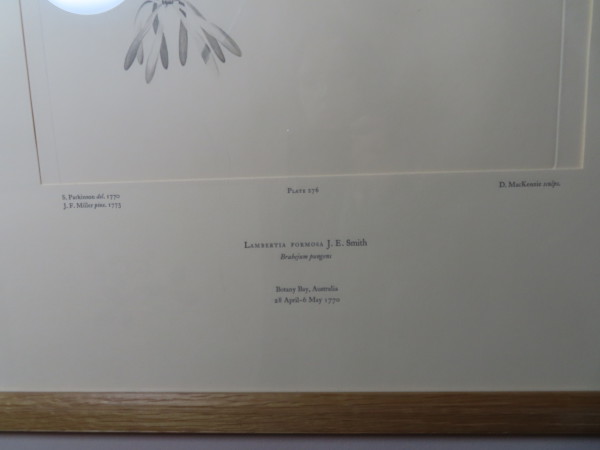 S. Parkinson del. 1770
J. F. Miller pinx. 1773
Plate 276
D. MacKenzie sculps.
Lambertia formosa J. E. Smith
Brabejum pungens
Botany Bay, Australia
28 April–6 May 1770